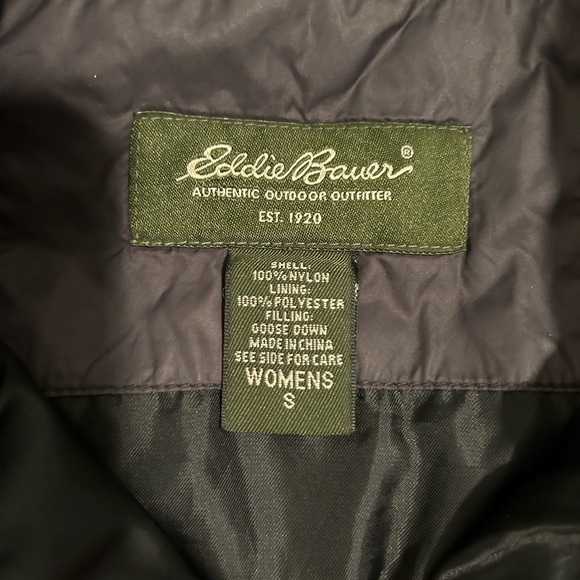 Eddie Bauer®
AUTHENTIC OUTDOOR OUTFITTER
EST. 1920
SHELL:
100% NYLON
LINING:
100% POLYESTER
FILLING:
GOOSE DOWN
MADE IN CHINA
SEE SIDE FOR CARE
WOMENS
S